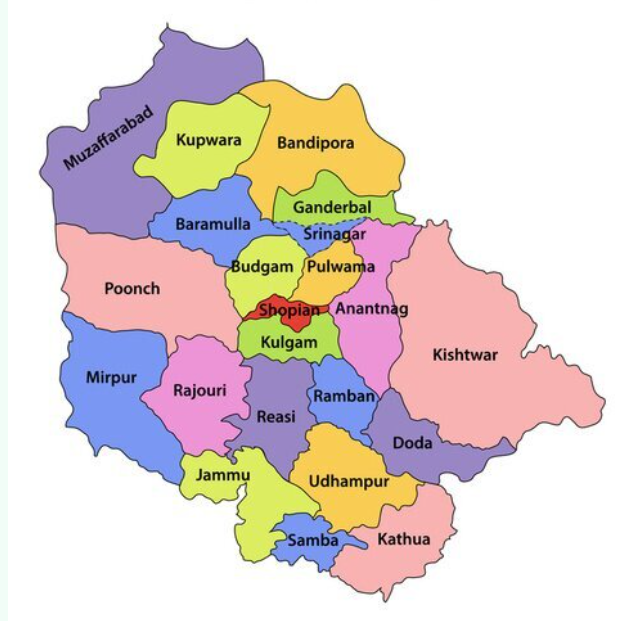 Muzaffarabad
Kupwara
Bandipora
Ganderbal
Baramulla
Srinagar
Budgam
Pulwama
Poonch
Shopian
Anantnag
Kulgam
Kishtwar
Mirpur
Rajouri
Ramban
Reasi
Doda
Jammu
Udhampur
Samba
Kathua